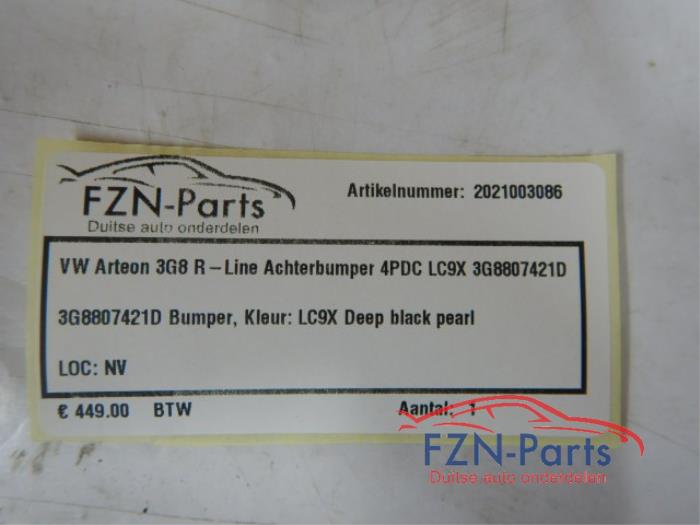 FZN-Parts
Duitse auto onderdelen
Artikelnummer: 2021003086
VW Arteon 3G8 R-Line Achterbumper 4PDC LC9X 3G8807421D
3G8807421D Bumper, Kleur: LC9X Deep black pearl
LOC: NV
€ 449.00 BTW
Aantal: 1
FZN-Parts
Duitse auto onderdelen